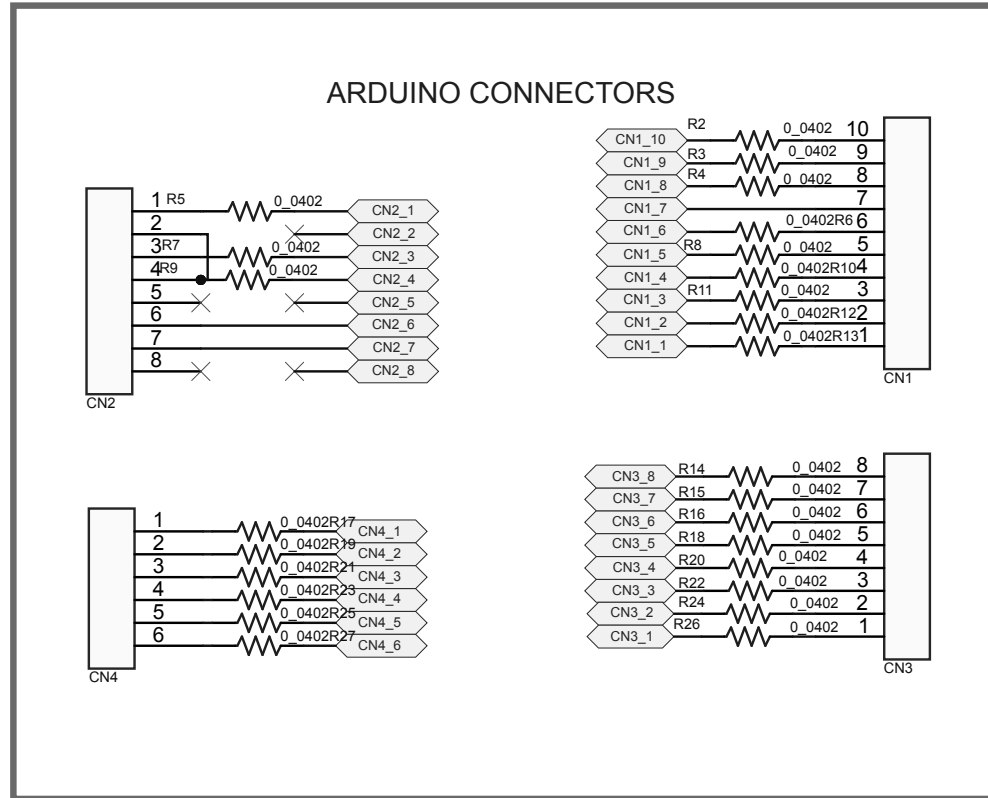 ARDUINO CONNECTORS
1 R5 0_0402 CN2_1
2 CN2_2
3 R7 0_0402 CN2_3
4 R9 0_0402 CN2_4
5 CN2_5
6 CN2_6
7 CN2_7
8 CN2_8
CN2
CN1_10 R2 0_0402 10
CN1_9 R3 0_0402 9
CN1_8 R4 0_0402 8
CN1_7 7
CN1_6 0_0402 R6 6
CN1_5 R8 0_0402 5
CN1_4 0_0402 R10 4
CN1_3 R11 0_0402 3
CN1_2 0_0402 R12 2
CN1_1 0_0402 R13 1
CN1
1 0_0402 R17 CN4_1
2 0_0402 R19 CN4_2
3 0_0402 R21 CN4_3
4 0_0402 R23 CN4_4
5 0_0402 R25 CN4_5
6 0_0402 R27 CN4_6
CN4
CN3_8 R14 0_0402 8
CN3_7 R15 0_0402 7
CN3_6 R16 0_0402 6
CN3_5 R18 0_0402 5
CN3_4 R20 0_0402 4
CN3_3 R22 0_0402 3
CN3_2 R24 0_0402 2
CN3_1 R26 0_0402 1
CN3